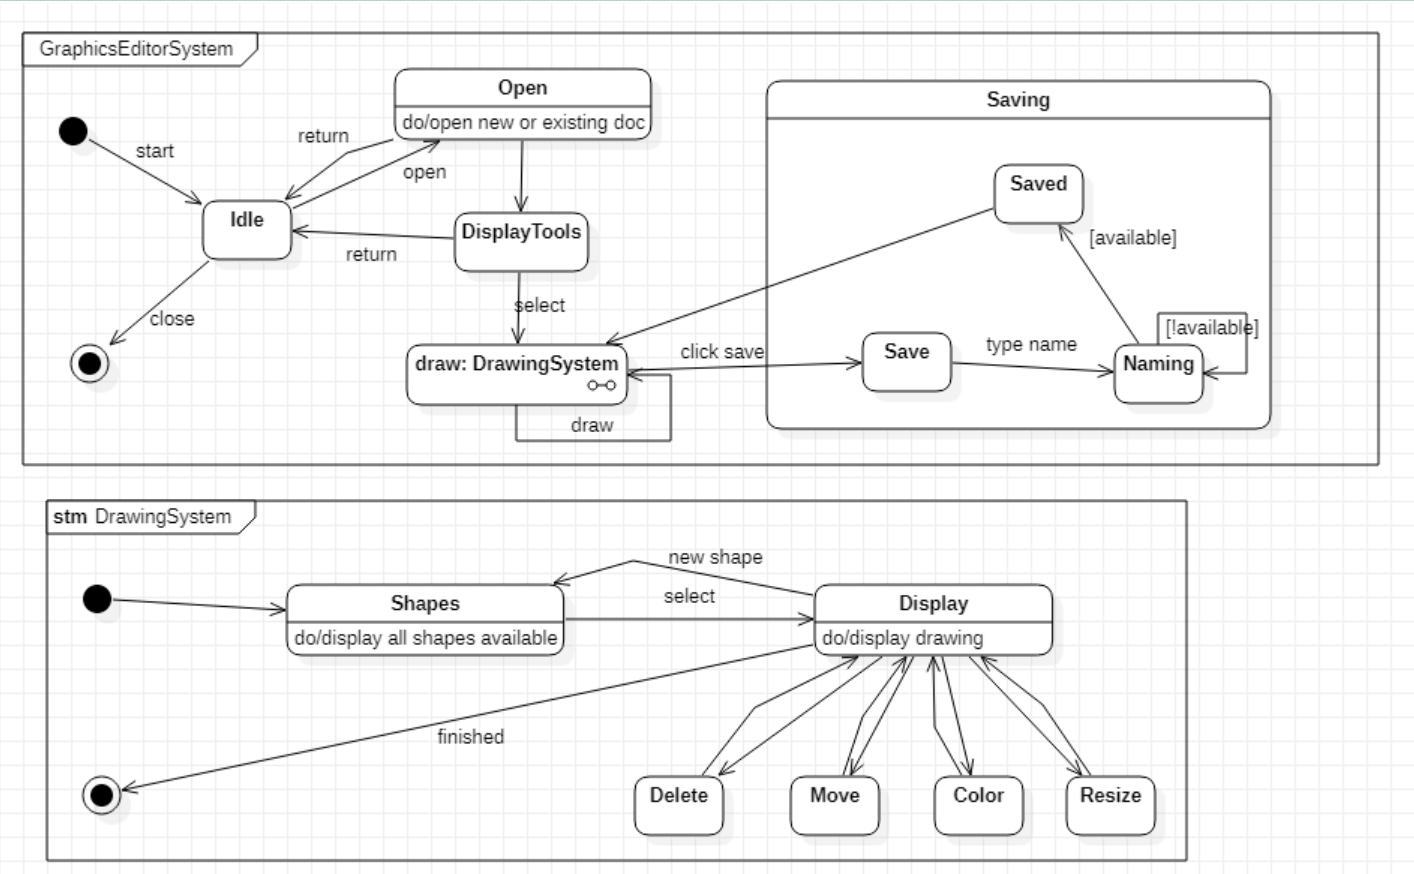 GraphicsEditorSystem
Open
do/open new or existing doc
Saving
return
start
open
Saved
Idle
DisplayTools
[available]
return
close
select
[!available]
draw: DrawingSystem
click save
Save
type name
Naming
draw
stm DrawingSystem
new shape
select
Shapes
do/display all shapes available
Display
do/display drawing
finished
Delete
Move
Color
Resize